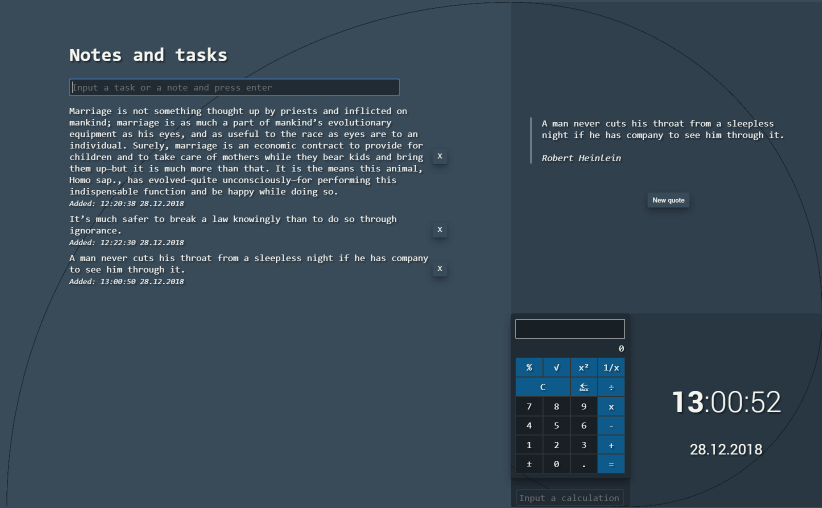 Notes and tasks
Input a task or a note and press enter
Marriage is not something thought up by priests and inflicted on
mankind; marriage is as much a part of mankind’s evolutionary
equipment as his eyes, and as useful to the race as eyes are to an
individual. Surely, marriage is an economic contract to provide for
children and to take care of mothers while they bear kids and bring
them up—but it is much more than that. It is the means this animal,
Homo sap., has evolved—quite unconsciously—for performing this
indispensable function and be happy while doing so.
X
Added: 12:20:38 28.12.2018
It’s much safer to break a law knowingly than to do so through
ignorance.
X
Added: 12:22:30 28.12.2018
A man never cuts his throat from a sleepless night if he has company
to see him through it.
X
Added: 13:00:50 28.12.2018
A man never cuts his throat from a sleepless
night if he has company to see him through it.
Robert Heinlein
New quote
0
% √ x² 1/x
C ÷
7 8 9 x
4 5 6 -
1 2 3 +
± 0 . =
Input a calculation
13:00:52
28.12.2018